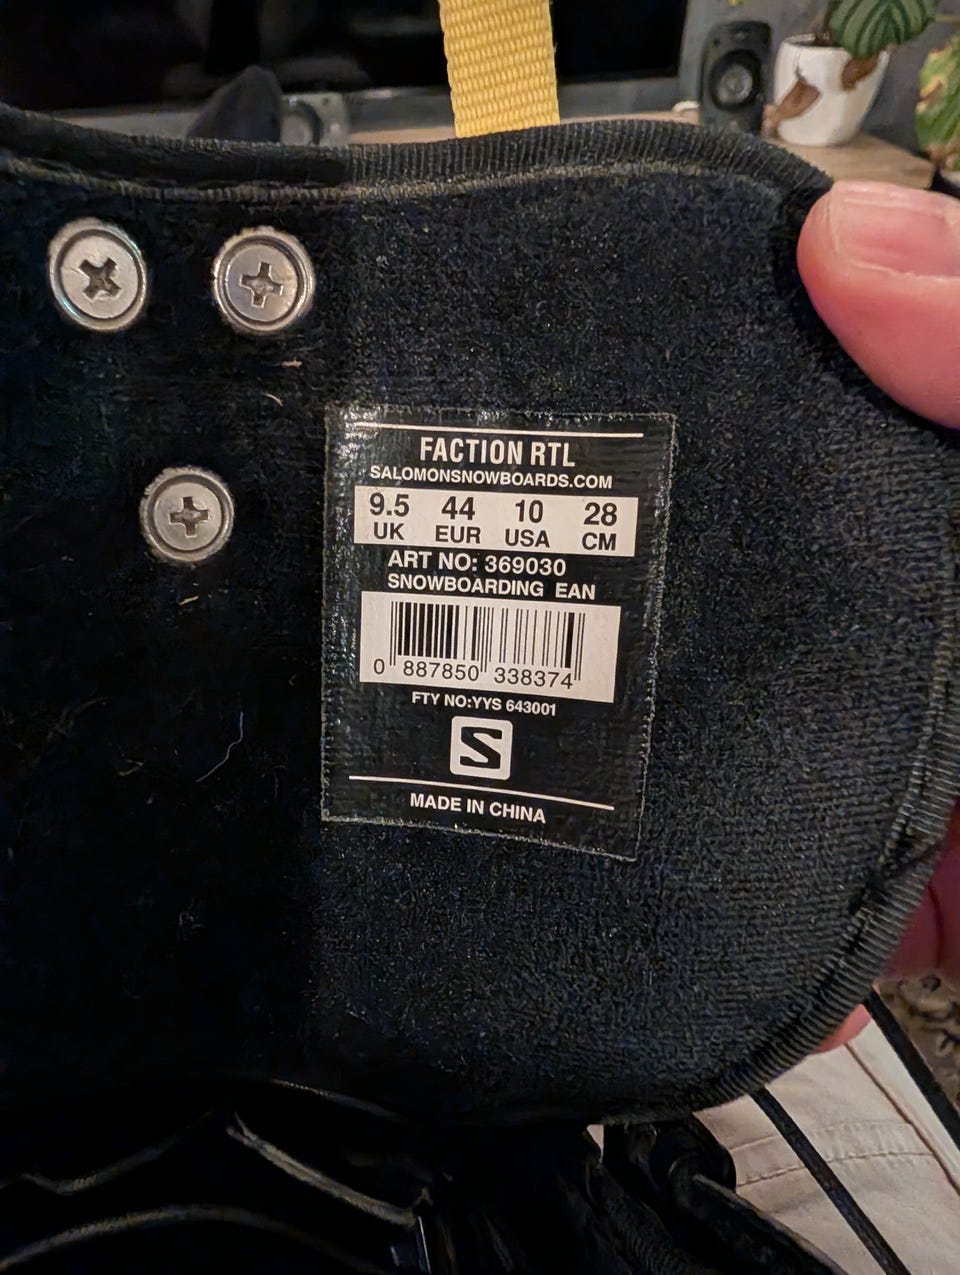 FACTION RTL
SALOMONSNOWBOARDS.COM
9.5 44 10 28
UK EUR USA CM
ART NO: 369030
SNOWBOARDING EAN
0 887850 338374
FTY NO:YYS 643001
S
MADE IN CHINA